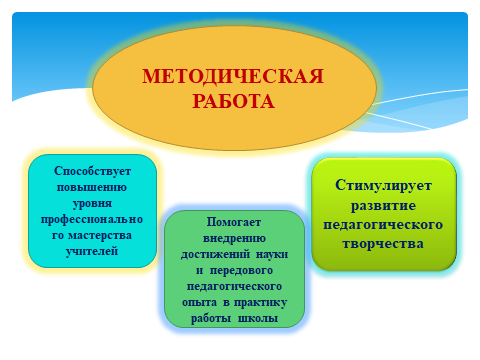 МЕТОДИЧЕСКАЯ
РАБОТА
Способствует
повышению
уровня
профессионально
го мастерства
учителей
Помогает
внедрению
достижений науки
и передового
педагогического
опыта в практику
работы школы
Стимулирует
развитие
педагогического
творчества